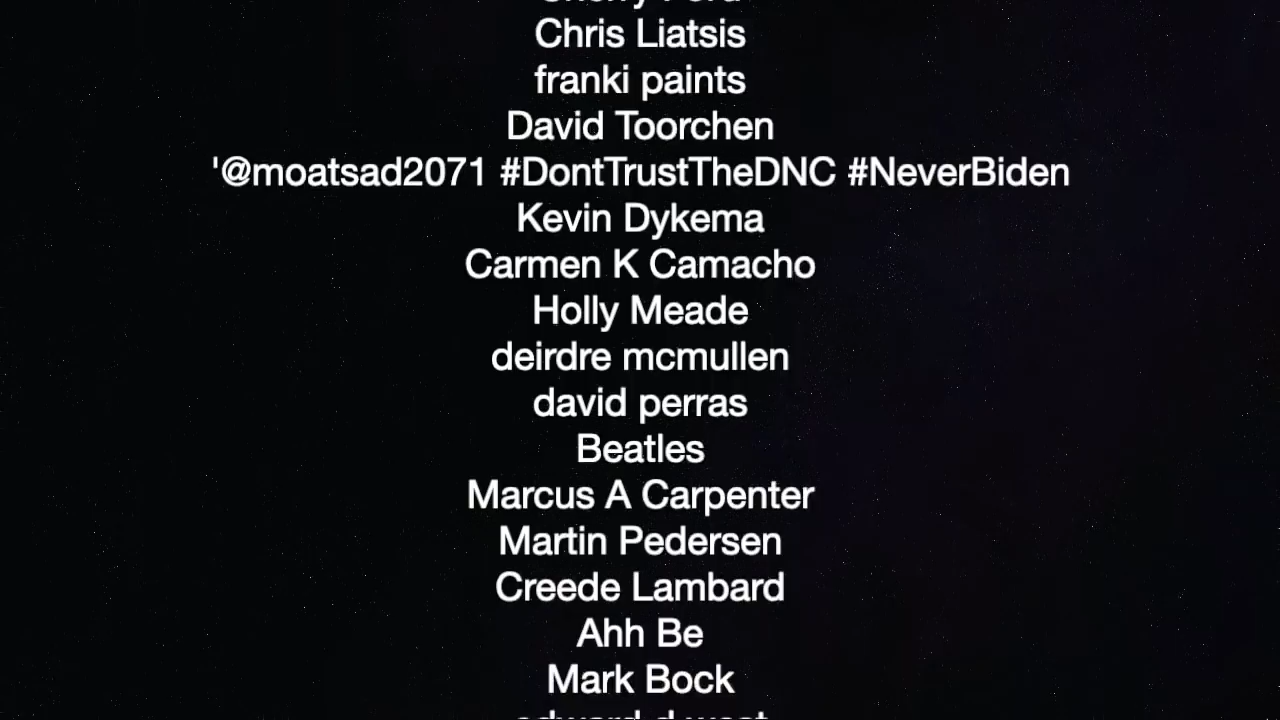 Chris Liatsis
franki paints
David Toorchen
'@moatsad2071 #DontTrustTheDNC #NeverBiden
Kevin Dykema
Carmen K Camacho
Holly Meade
deirdre mcmullen
david perras
Beatles
Marcus A Carpenter
Martin Pedersen
Creede Lambard
Ahh Be
Mark Bock